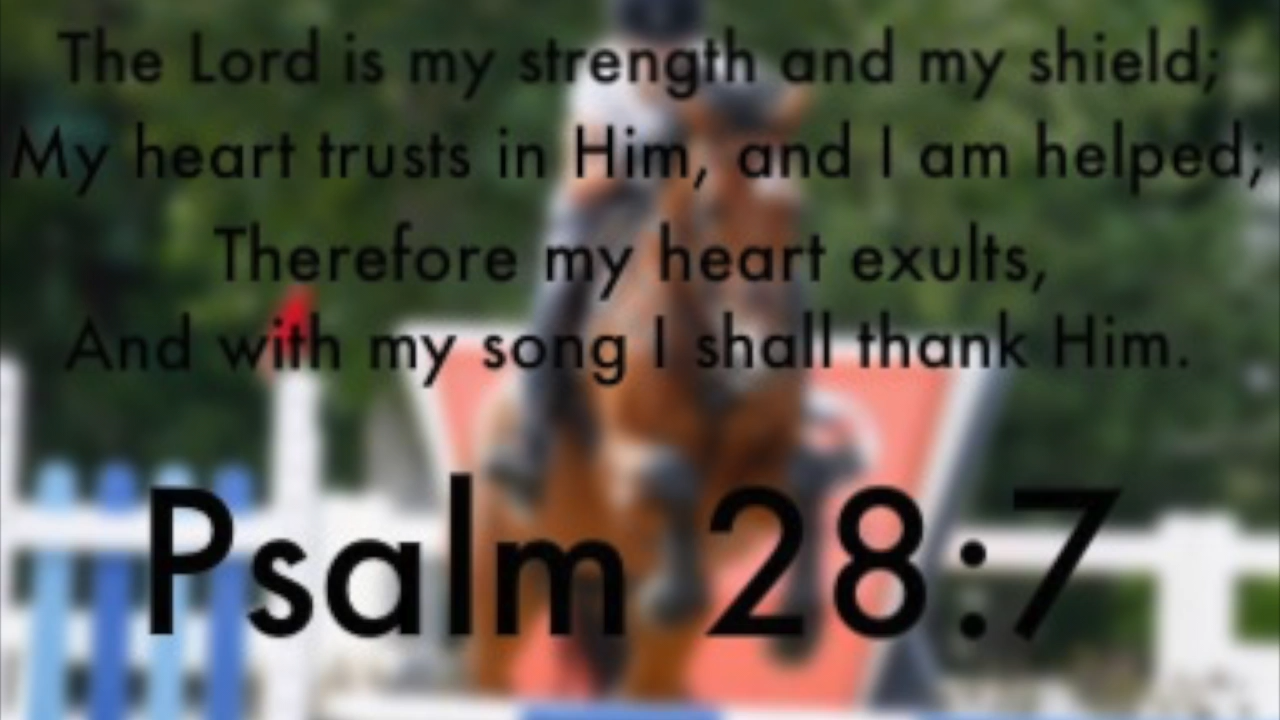 The Lord is my strength and my shield;
My heart trusts in Him, and I am helped;
Therefore my heart exults,
And with my song I shall thank Him.
Psalm 28:7